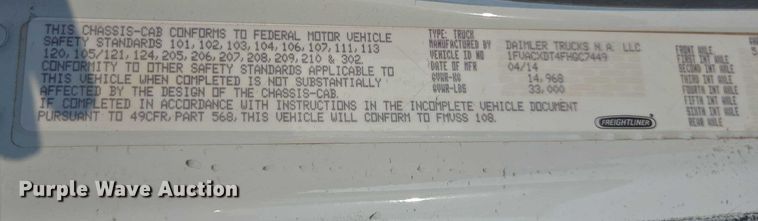 THIS CHASSIS-CAB CONFORMS TO FEDERAL MOTOR VEHICLE
SAFETY STANDARDS 101, 102, 103, 104, 106, 107, 111, 113
120, 105/121, 124, 205, 206, 207, 208, 209, 210 & 302.
CONFORMITY TO OTHER SAFETY STANDARDS APPLICABLE TO
THIS VEHICLE WHEN COMPLETED IS NOT SUBSTANTIALLY
AFFECTED BY THE DESIGN OF THE CHASSIS-CAB.
IF COMPLETED IN ACCORDANCE WITH INSTRUCTIONS IN THE INCOMPLETE VEHICLE DOCUMENT
PURSUANT TO 49CFR, PART 568, THIS VEHICLE WILL CONFORM TO FMVSS 108.
TYPE: TRUCK
MANUFACTURED BY DAIMLER TRUCKS N.A. LLC
VEHICLE ID NO. 1FVACXDT4FHGC7449
DATE OF MFR 04/14
GVWR-KG 14,968
GVWR-LBS 33,000
FREIGHTLINER
FRONT AXLE
SECOND INT AXLE
THIRD INT AXLE
FOURTH INT AXLE
FIFTH INT AXLE
SIXTH INT AXLE
REAR AXLE
Purple Wave Auction